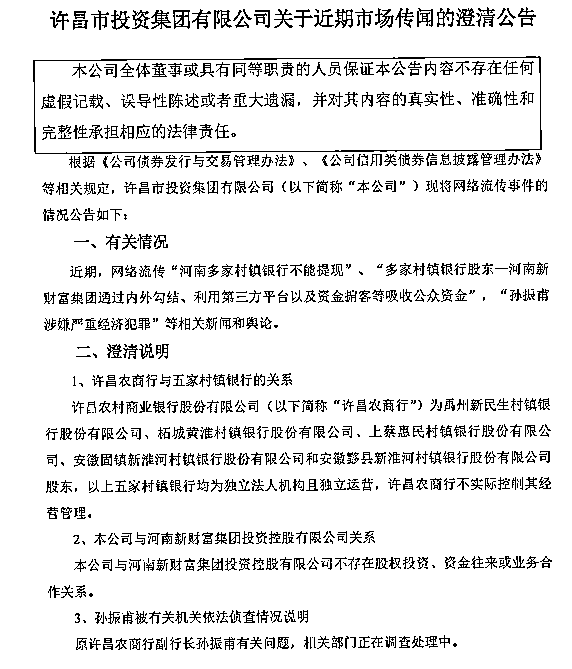 许昌市投资集团有限公司关于近期市场传闻的澄清公告
本公司全体董事或具有同等职责的人员保证本公告内容不存在任何
虚假记载、误导性陈述或者重大遗漏，并对其内容的真实性、准确性和
完整性承担相应的法律责任。
根据《公司债券发行与交易管理办法》、《公司信用类债券信息披露管理办法》
等相关规定，许昌市投资集团有限公司（以下简称“本公司”）现将网络流传事件的
情况公告如下：
一、有关情况
近期，网络流传“河南多家村镇银行不能提现”、“多家村镇银行股东—河南新
财富集团通过内外勾结、利用第三方平台以及资金掮客等吸收公众资金”，“孙振甫
涉嫌严重经济犯罪”等相关新闻和舆论。
二、澄清说明
1、许昌农商行与五家村镇银行的关系
许昌农村商业银行股份有限公司（以下简称“许昌农商行”）为禹州新民生村镇银
行股份有限公司、柘城黄淮村镇银行股份有限公司、上蔡惠民村镇银行股份有限公
司、安徽固镇新淮河村镇银行股份有限公司和安徽黟县新淮河村镇银行股份有限公司
股东，以上五家村镇银行均为独立法人机构且独立运营，许昌农商行不实际控制其经
营管理。
2、本公司与河南新财富集团投资控股有限公司关系
本公司与河南新财富集团投资控股有限公司不存在股权投资、资金往来或业务合
作关系。
3、孙振甫被有关机关依法侦查情况说明
原许昌农商行副行长孙振甫有关问题，相关部门正在调查处理中。